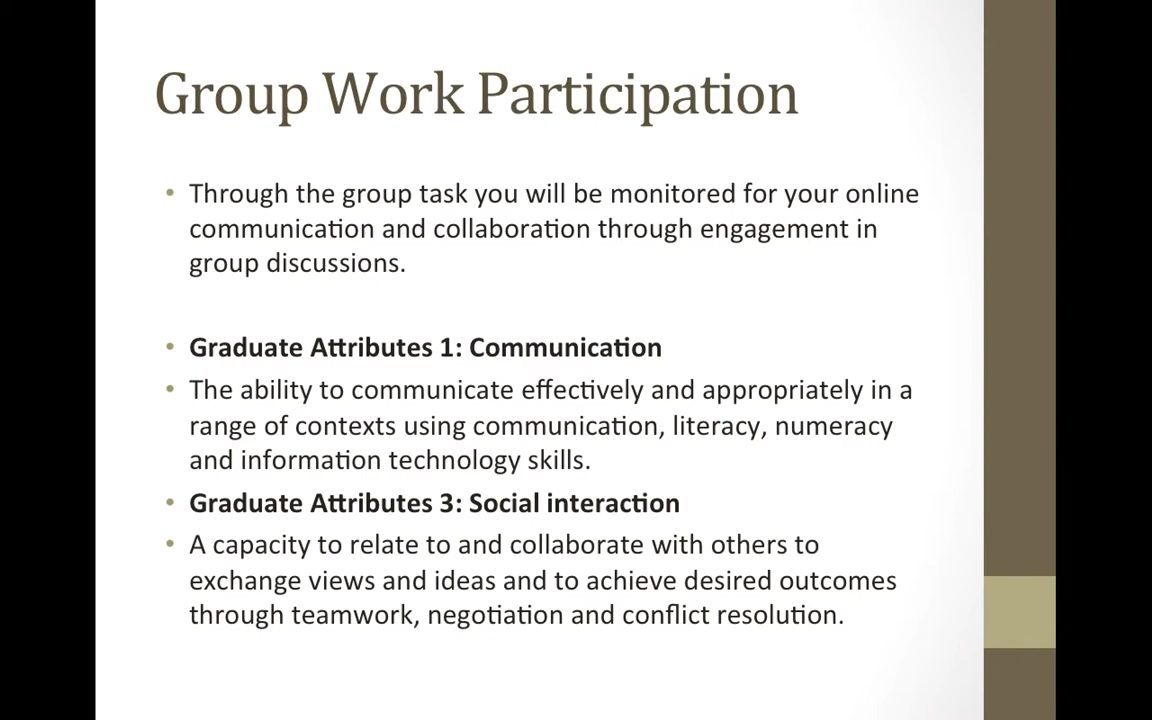 Group Work Participation
• Through the group task you will be monitored for your online
communication and collaboration through engagement in
group discussions.
• Graduate Attributes 1: Communication
• The ability to communicate effectively and appropriately in a
range of contexts using communication, literacy, numeracy
and information technology skills.
• Graduate Attributes 3: Social interaction
• A capacity to relate to and collaborate with others to
exchange views and ideas and to achieve desired outcomes
through teamwork, negotiation and conflict resolution.